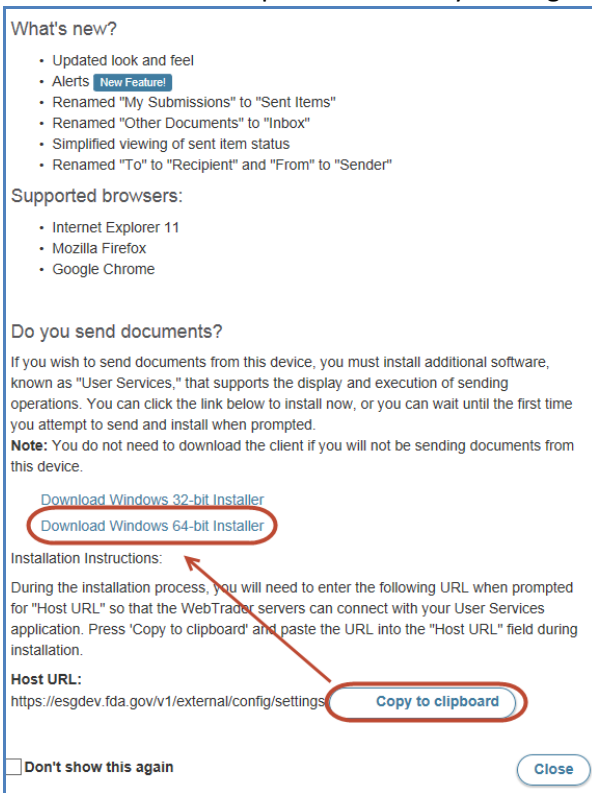 What's new?
• Updated look and feel
• Alerts New Feature!
• Renamed "My Submissions" to "Sent Items"
• Renamed "Other Documents" to "Inbox"
• Simplified viewing of sent item status
• Renamed "To" to "Recipient" and "From" to "Sender"
Supported browsers:
• Internet Explorer 11
• Mozilla Firefox
• Google Chrome
Do you send documents?
If you wish to send documents from this device, you must install additional software,
known as "User Services," that supports the display and execution of sending
operations. You can click the link below to install now, or you can wait until the first time
you attempt to send and install when prompted.
Note: You do not need to download the client if you will not be sending documents from
this device.
Download Windows 32-bit Installer
Download Windows 64-bit Installer
Installation Instructions:
During the installation process, you will need to enter the following URL when prompted
for "Host URL" so that the WebTrader servers can connect with your User Services
application. Press 'Copy to clipboard' and paste the URL into the "Host URL" field during
installation.
Host URL:
https://esgdev.fda.gov/v1/external/config/settings Copy to clipboard
Don't show this again
Close